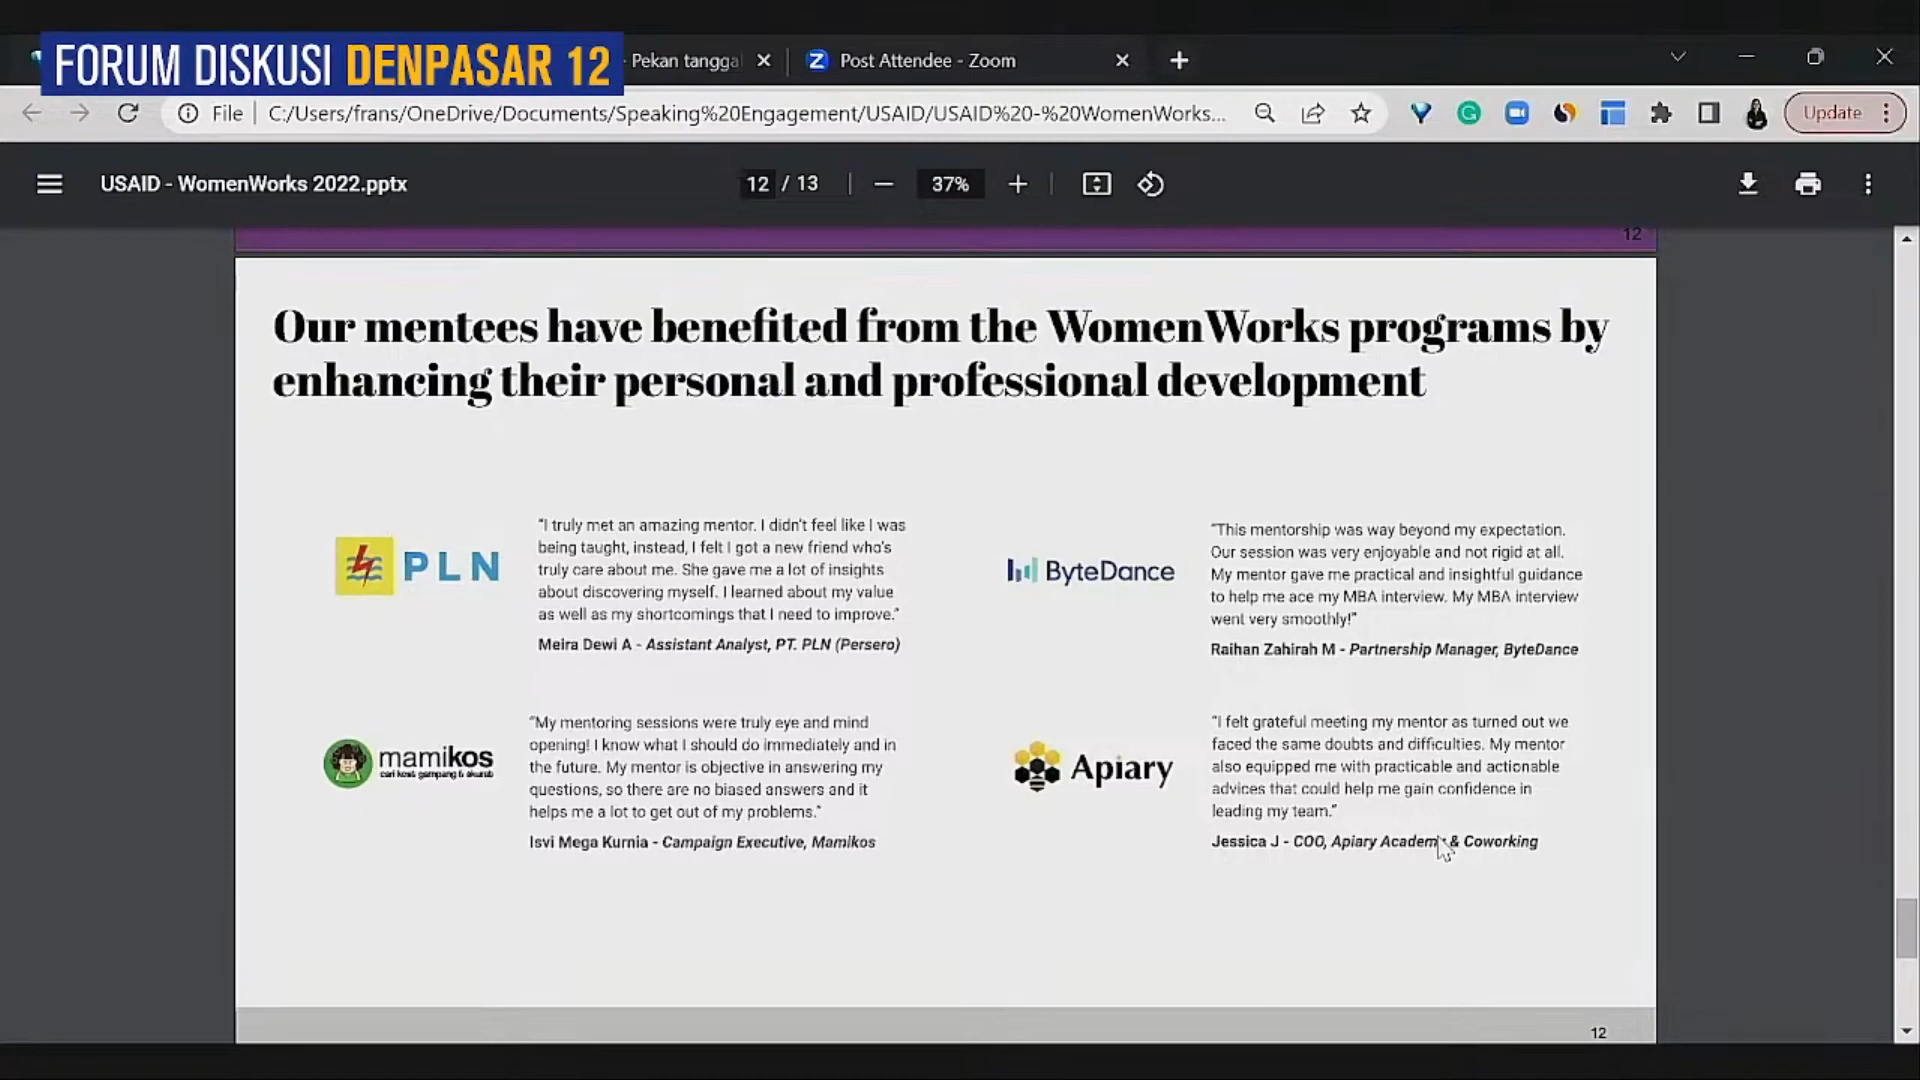 FORUM DISKUSI DENPASAR 12
Pekan tangga
Post Attendee - Zoom
File
C:/Users/frans/OneDrive/Documents/Speaking%20Engagement/USAID/USAID%20-%20WomenWorks...
Update
USAID - WomenWorks 2022.pptx
12 / 13
37%
12
Our mentees have benefited from the WomenWorks programs by
enhancing their personal and professional development
PLN
"I truly met an amazing mentor. I didn't feel like I was
being taught, instead, I felt I got a new friend who's
truly care about me. She gave me a lot of insights
about discovering myself. I learned about my value
as well as my shortcomings that I need to improve."
Meira Dewi A - Assistant Analyst, PT. PLN (Persero)
ByteDance
"This mentorship was way beyond my expectation.
Our session was very enjoyable and not rigid at all.
My mentor gave me practical and insightful guidance
to help me ace my MBA interview. My MBA interview
went very smoothly!"
Raihan Zahirah M - Partnership Manager, ByteDance
mamikos
cari kost gampang & akurat
"My mentoring sessions were truly eye and mind
opening! I know what I should do immediately and in
the future. My mentor is objective in answering my
questions, so there are no biased answers and it
helps me a lot to get out of my problems."
Isvi Mega Kurnia - Campaign Executive, Mamikos
Apiary
"I felt grateful meeting my mentor as turned out we
faced the same doubts and difficulties. My mentor
also equipped me with practicable and actionable
advices that could help me gain confidence in
leading my team."
Jessica J - COO, Apiary Academy & Coworking
12